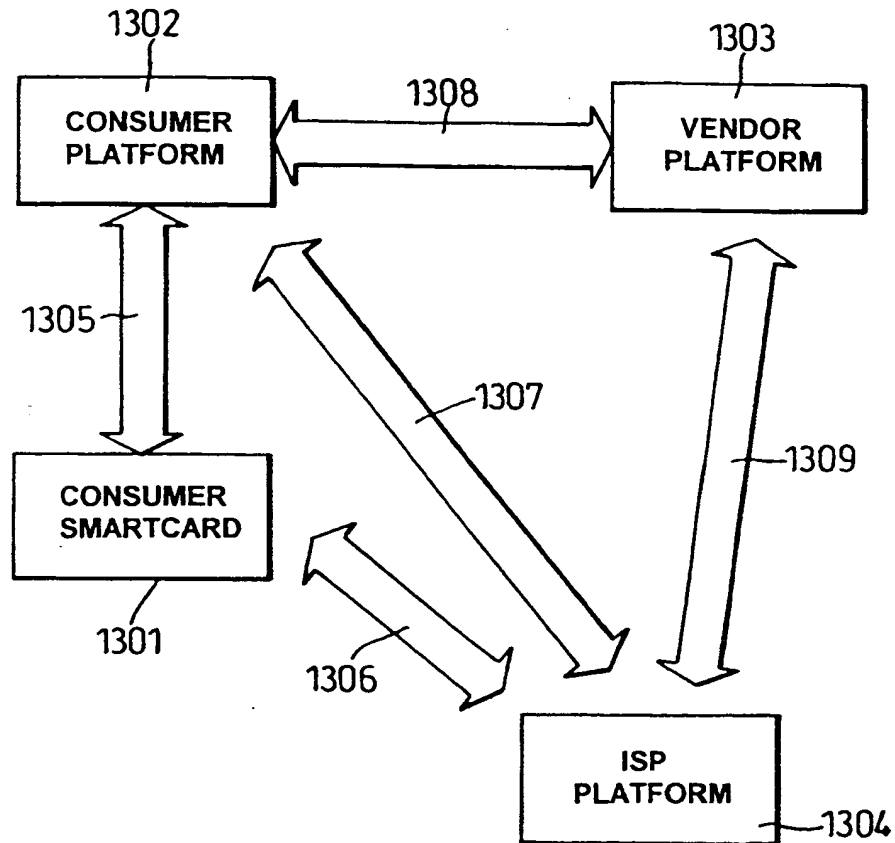 1302
1303
CONSUMER
PLATFORM
1308
VENDOR
PLATFORM
1305
1307
1309
CONSUMER
SMARTCARD
1301
1306
ISP
PLATFORM
1304